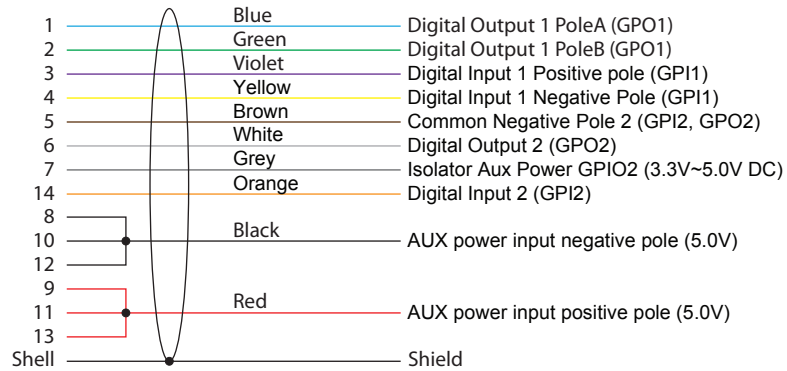 1 Blue Digital Output 1 PoleA (GPO1)
2 Green Digital Output 1 PoleB (GPO1)
3 Violet Digital Input 1 Positive pole (GPI1)
4 Yellow Digital Input 1 Negative Pole (GPI1)
5 Brown Common Negative Pole 2 (GPI2, GPO2)
6 White Digital Output 2 (GPO2)
7 Grey Isolator Aux Power GPIO2 (3.3V~5.0V DC)
14 Orange Digital Input 2 (GPI2)
8
10 Black AUX power input negative pole (5.0V)
12
9
11 Red AUX power input positive pole (5.0V)
13
Shell Shield